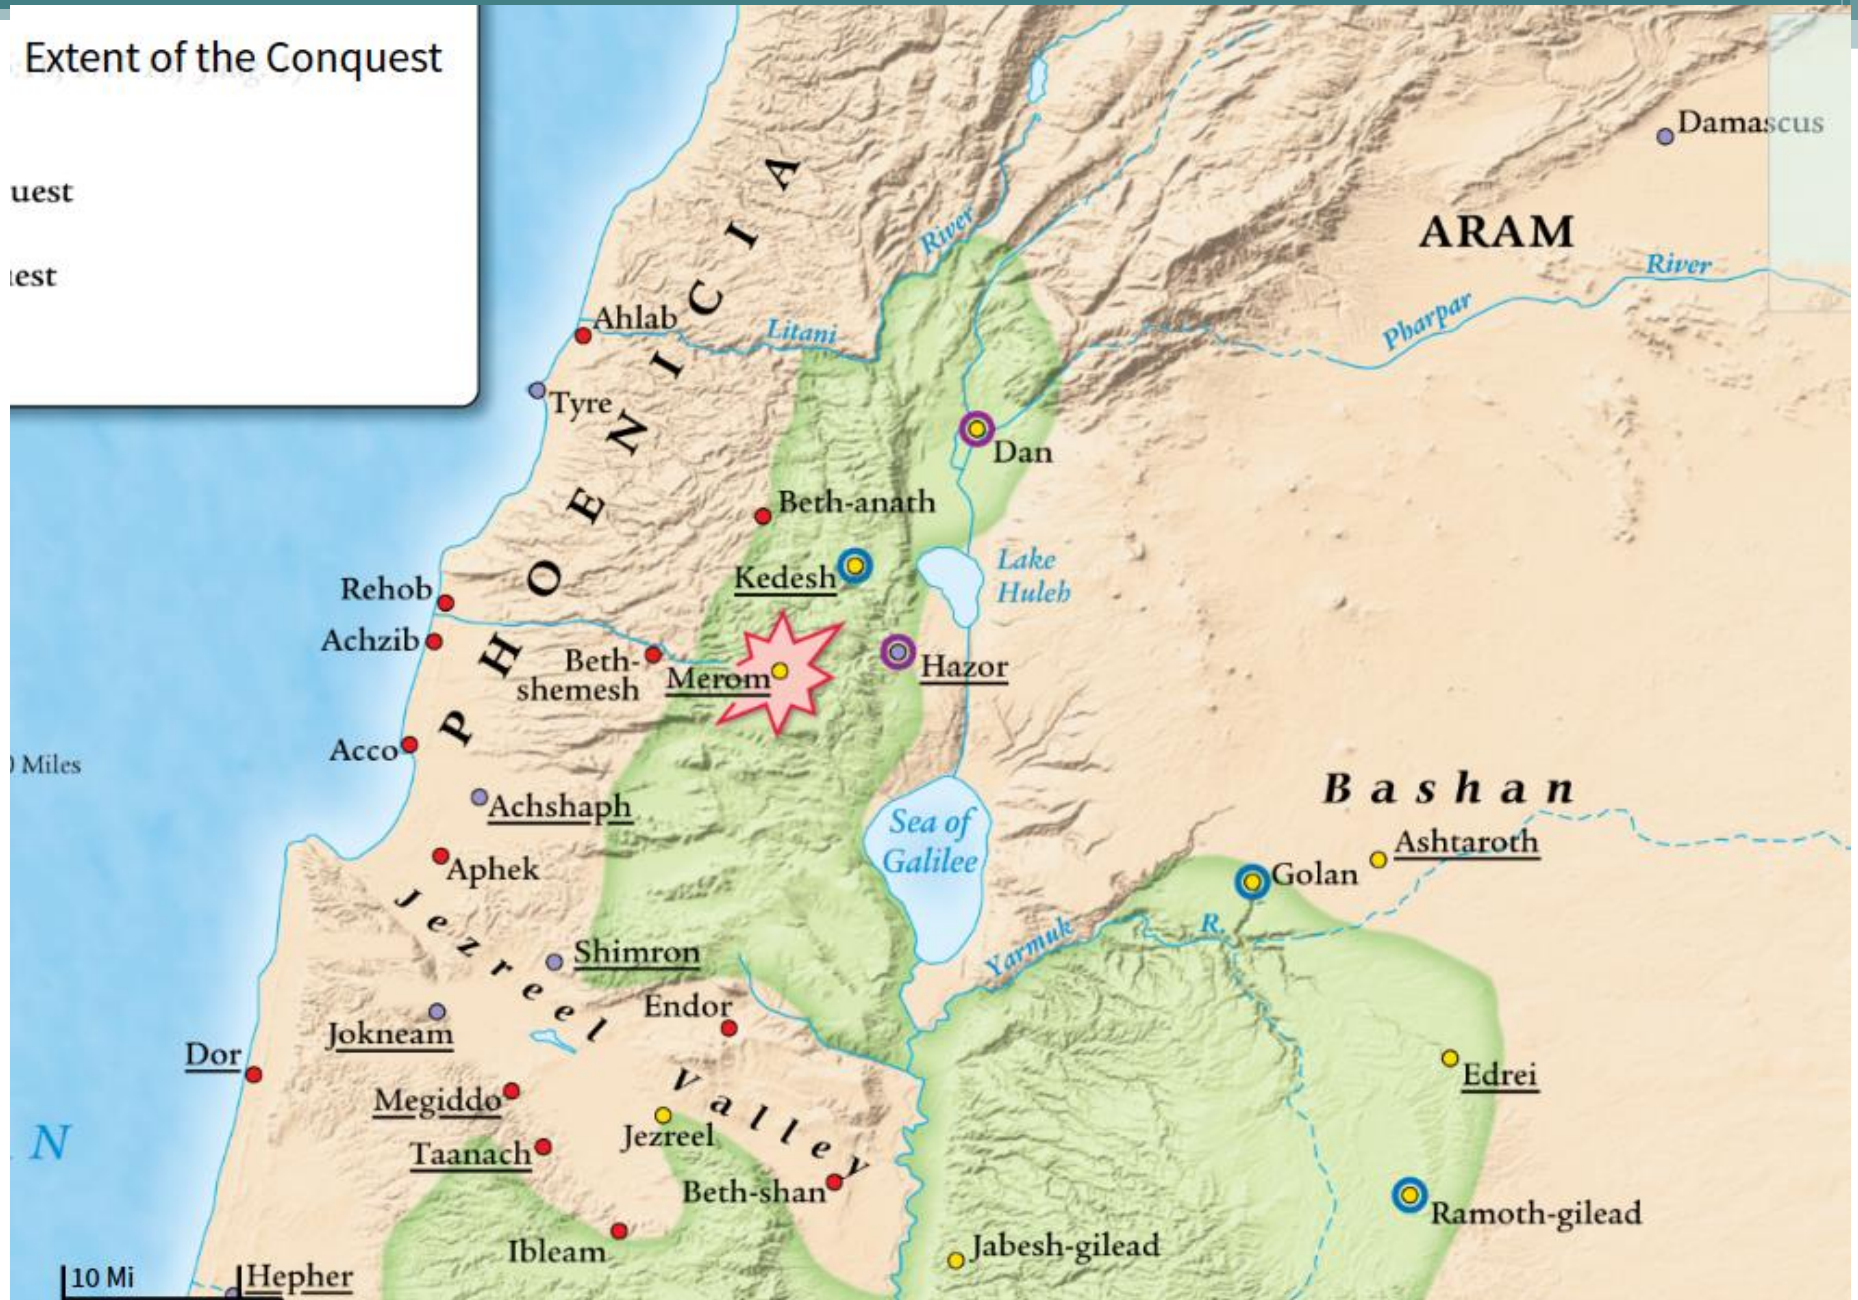 Extent of the Conquest
uest
est
Miles
10 Mi
N
PHOENICIA
ARAM
Damascus
River
Pharpar
River
Litani
Ahlab
Tyre
Dan
Beth-anath
Kedesh
Lake
Huleh
Rehob
Achzib
Beth-
shemesh
Merom
Hazor
Acco
Achshaph
Aphek
Sea of
Galilee
Bashan
Ashtaroth
Golan
Yarmuk
R.
Jezreel
Valley
Shimron
Endor
Jokneam
Dor
Megiddo
Jezreel
Taanach
Beth-shan
Ibleam
Edrei
Ramoth-gilead
Jabesh-gilead
Hepher